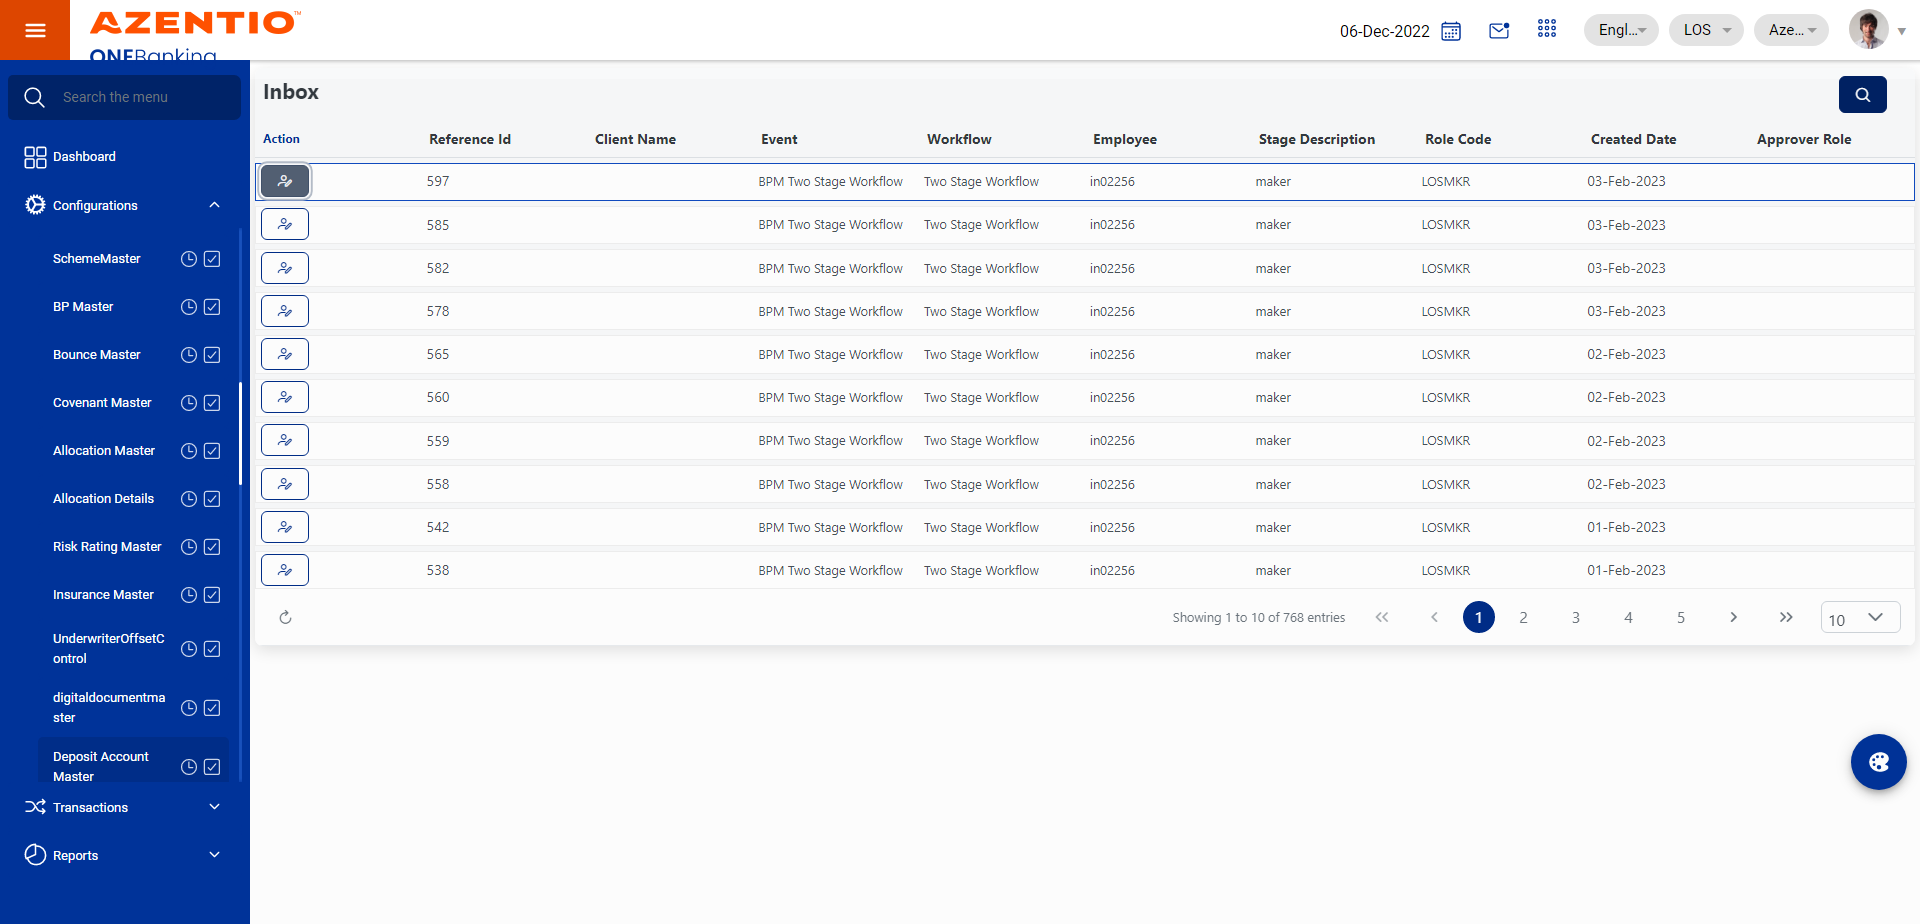 AZENTIO™
ONEBanking
06-Dec-2022
Engl...
LOS
Aze...
Search the menu
Dashboard
Configurations
SchemeMaster
BP Master
Bounce Master
Covenant Master
Allocation Master
Allocation Details
Risk Rating Master
Insurance Master
UnderwriterOffsetC
ontrol
digitaldocumentma
ster
Deposit Account
Master
Transactions
Reports
Inbox
Action Reference Id Client Name Event Workflow Employee Stage Description Role Code Created Date Approver Role
597 BPM Two Stage Workflow Two Stage Workflow in02256 maker LOSMKR 03-Feb-2023
585 BPM Two Stage Workflow Two Stage Workflow in02256 maker LOSMKR 03-Feb-2023
582 BPM Two Stage Workflow Two Stage Workflow in02256 maker LOSMKR 03-Feb-2023
578 BPM Two Stage Workflow Two Stage Workflow in02256 maker LOSMKR 03-Feb-2023
565 BPM Two Stage Workflow Two Stage Workflow in02256 maker LOSMKR 02-Feb-2023
560 BPM Two Stage Workflow Two Stage Workflow in02256 maker LOSMKR 02-Feb-2023
559 BPM Two Stage Workflow Two Stage Workflow in02256 maker LOSMKR 02-Feb-2023
558 BPM Two Stage Workflow Two Stage Workflow in02256 maker LOSMKR 02-Feb-2023
542 BPM Two Stage Workflow Two Stage Workflow in02256 maker LOSMKR 01-Feb-2023
538 BPM Two Stage Workflow Two Stage Workflow in02256 maker LOSMKR 01-Feb-2023
Showing 1 to 10 of 768 entries 1 2 3 4 5 10